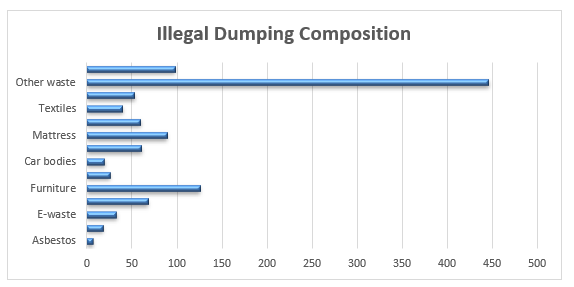 Illegal Dumping Composition
Other waste
Textiles
Mattress
Car bodies
Furniture
E-waste
Asbestos
0 50 100 150 200 250 300 350 400 450 500